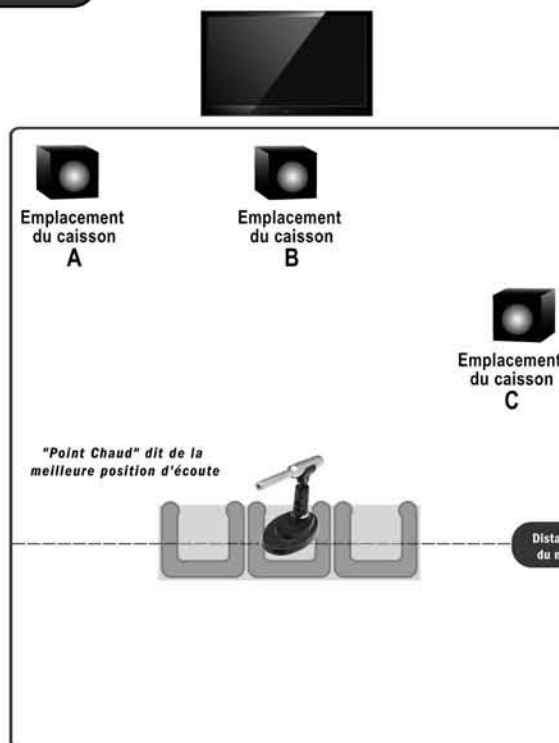 Emplacement
du caisson
A
Emplacement
du caisson
B
Emplacement
du caisson
C
"Point Chaud" dit de la
meilleure position d'écoute